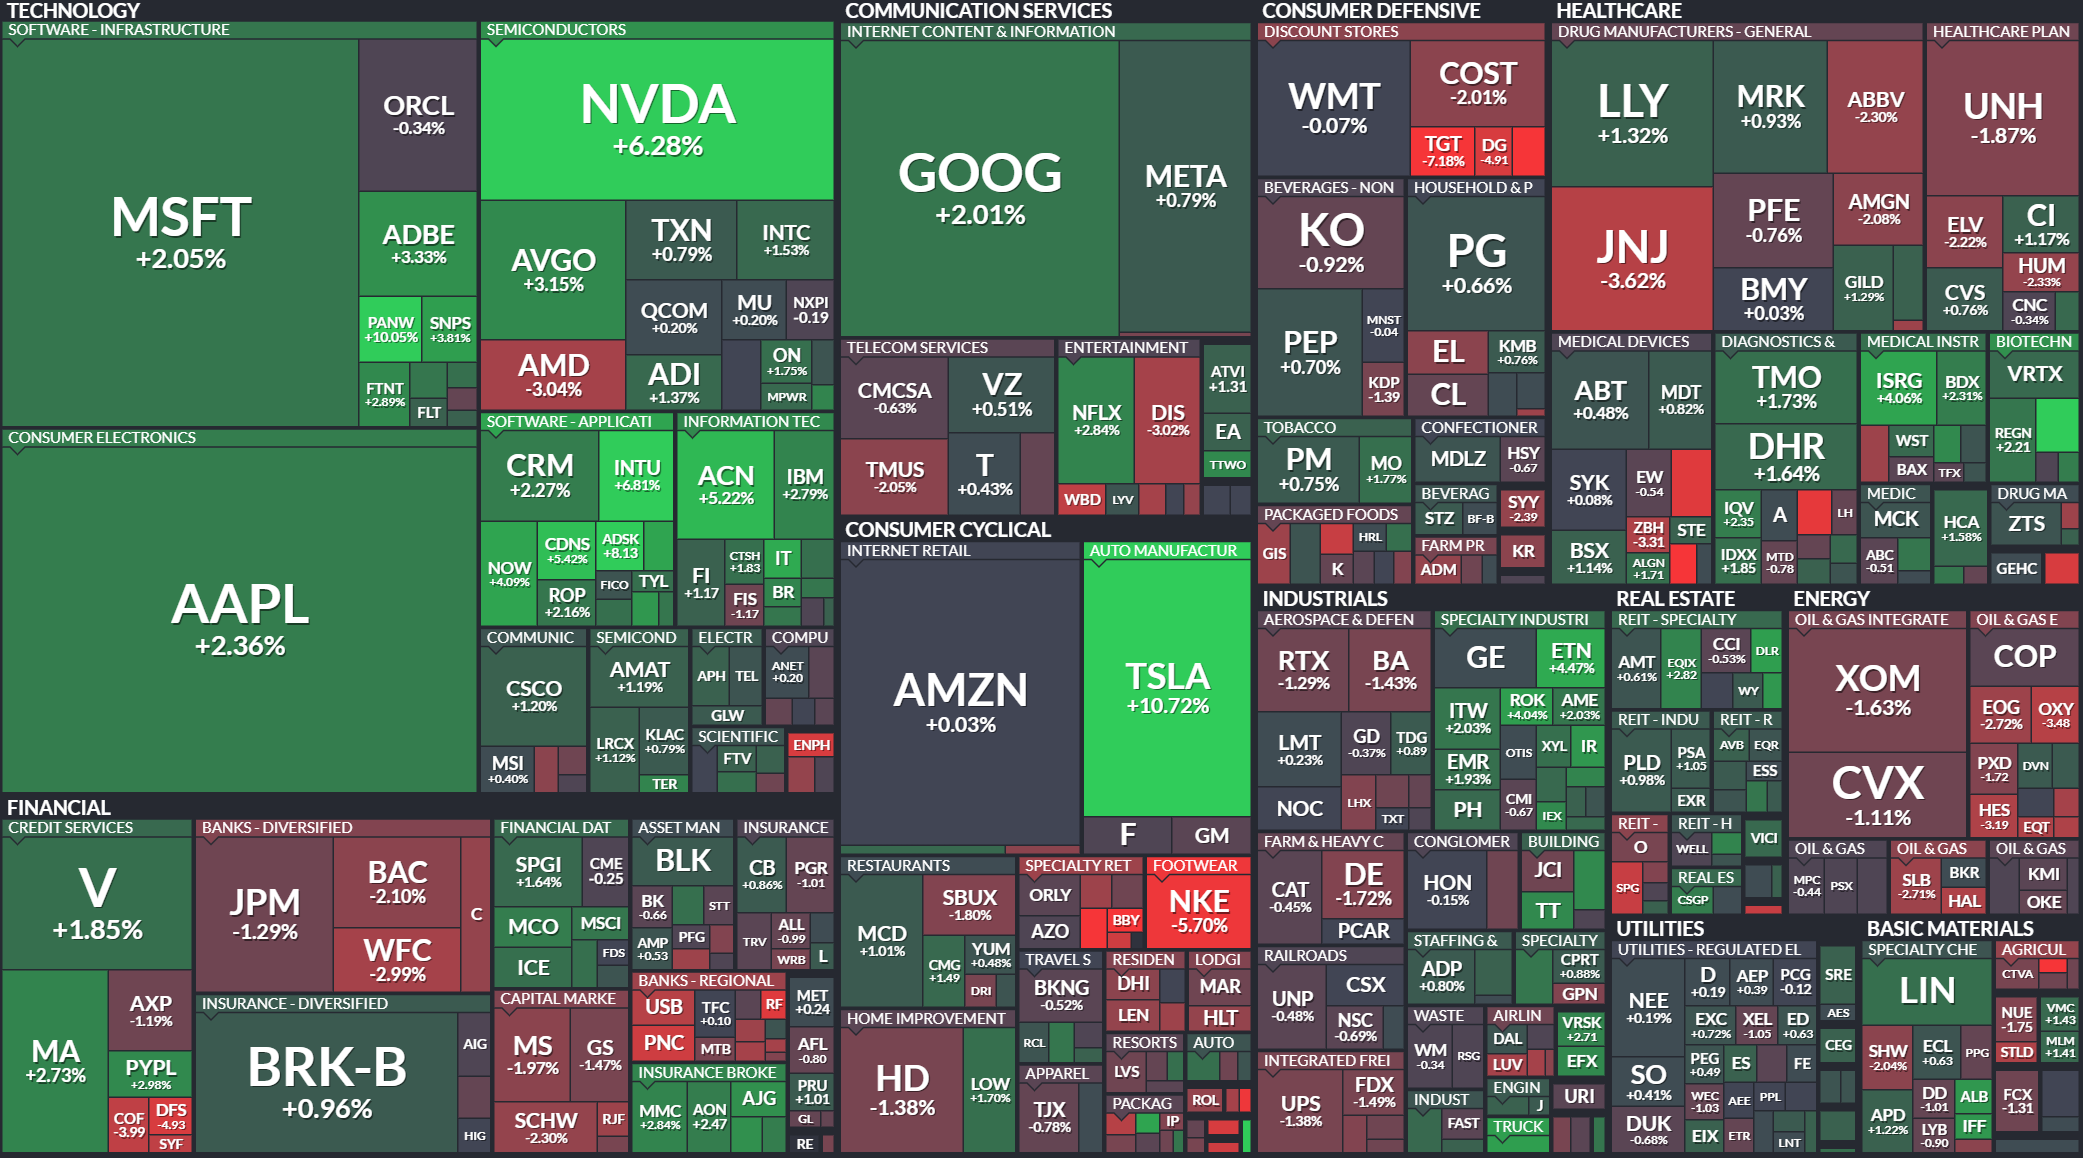 TECHNOLOGY
SOFTWARE - INFRASTRUCTURE
MSFT
+2.05%
ORCL
-0.34%
ADBE
+3.33%
PANW
+10.05%
SNPS
+3.81%
FTNT
+2.89%
FLT
SEMICONDUCTORS
NVDA
+6.28%
AVGO
+3.15%
TXN
+0.79%
INTC
+1.53%
QCOM
+0.20%
MU
+0.20%
NXPI
-0.19
AMD
-3.04%
ADI
+1.37%
ON
+1.75%
MPWR
CONSUMER ELECTRONICS
AAPL
+2.36%
SOFTWARE - APPLICATI
CRM
+2.27%
INTU
+6.81%
NOW
+4.09%
CDNS
+5.42%
ADSK
+8.13
ROP
+2.16%
FICO
TYL
INFORMATION TEC
ACN
+5.22%
IBM
+2.79%
FI
+1.17
CTSH
+1.83
IT
FIS
-1.17
BR
COMMUNIC
CSCO
+1.20%
MSI
+0.40%
SEMICOND
AMAT
+1.19%
LRCX
+1.12%
KLAC
+0.79%
TER
ELECTR
APH
TEL
GLW
COMPU
ANET
+0.20
SCIENTIFIC
FTV
ENPH
COMMUNICATION SERVICES
INTERNET CONTENT & INFORMATION
GOOG
+2.01%
META
+0.79%
TELECOM SERVICES
CMCSA
-0.63%
VZ
+0.51%
TMUS
-2.05%
T
+0.43%
ENTERTAINMENT
NFLX
+2.84%
DIS
-3.02%
WBD
LYV
ATVI
+1.31
EA
TTWO
CONSUMER CYCLICAL
INTERNET RETAIL
AMZN
+0.03%
AUTO MANUFACTUR
TSLA
+10.72%
F
GM
RESTAURANTS
MCD
+1.01%
SBUX
-1.80%
CMG
+1.49
YUM
+0.48%
DRI
SPECIALTY RET
ORLY
AZO
BBY
FOOTWEAR
NKE
-5.70%
HOME IMPROVEMENT
HD
-1.38%
LOW
+1.70%
TRAVEL S
BKNG
-0.52%
RCL
RESIDEN
DHI
LEN
LODGI
MAR
HLT
RESORTS
LVS
AUTO
APPAREL
TJX
-0.78%
PACKAG
IP
ROL
CONSUMER DEFENSIVE
DISCOUNT STORES
WMT
-0.07%
COST
-2.01%
TGT
-7.18%
DG
-4.91
BEVERAGES - NON
KO
-0.92%
PEP
+0.70%
MNST
-0.04
KDP
-1.39
HOUSEHOLD & P
PG
+0.66%
EL
KMB
+0.76%
CL
TOBACCO
PM
+0.75%
MO
+1.77%
CONFECTIONER
MDLZ
HSY
-0.67
PACKAGED FOODS
GIS
HRL
K
BEVERAG
STZ
BF-B
SYY
-2.39
FARM PR
ADM
KR
HEALTHCARE
DRUG MANUFACTURERS - GENERAL
LLY
+1.32%
MRK
+0.93%
ABBV
-2.30%
JNJ
-3.62%
PFE
-0.76%
AMGN
-2.08%
BMY
+0.03%
GILD
+1.29%
HEALTHCARE PLAN
UNH
-1.87%
ELV
-2.22%
CI
+1.17%
HUM
-2.33%
CVS
+0.76%
CNC
-0.34%
MEDICAL DEVICES
ABT
+0.48%
MDT
+0.82%
SYK
+0.08%
EW
-0.54
BSX
+1.14%
ZBH
-3.31
STE
ALGN
+1.71
DIAGNOSTICS &
TMO
+1.73%
DHR
+1.64%
IQV
+2.35
A
LH
IDXX
+1.85
MTD
-0.78
MEDICAL INSTR
ISRG
+4.06%
BDX
+2.31%
WST
BAX
TFX
BIOTECHN
VRTX
REGN
+2.21
MEDIC
MCK
ABC
-0.51
HCA
+1.58%
DRUG MA
ZTS
GEHC
INDUSTRIALS
AEROSPACE & DEFEN
RTX
-1.29%
BA
-1.43%
LMT
+0.23%
GD
-0.37%
TDG
+0.89
NOC
LHX
TXT
SPECIALTY INDUSTRI
GE
ETN
+4.47%
ITW
+2.03%
ROK
+4.04%
AME
+2.03%
EMR
+1.93%
OTIS
XYL
IR
PH
CMI
-0.67
IEX
FARM & HEAVY C
CAT
-0.45%
DE
-1.72%
PCAR
CONGLOMER
HON
-0.15%
BUILDING
JCI
TT
RAILROADS
UNP
-0.48%
CSX
NSC
-0.69%
STAFFING &
ADP
+0.80%
SPECIALTY
CPRT
+0.88%
GPN
WASTE
WM
-0.34
RSG
AIRLIN
DAL
LUV
VRSK
+2.71
EFX
INTEGRATED FREI
UPS
-1.38%
FDX
-1.49%
INDUST
FAST
ENGIN
J
TRUCK
URI
REAL ESTATE
REIT - SPECIALTY
AMT
+0.61%
EQIX
+2.82
CCI
-0.53%
DLR
WY
REIT - INDU
PLD
+0.98%
PSA
+1.05
EXR
REIT - R
AVB
EQR
ESS
REIT -
O
SPG
REIT - H
WELL
VICI
REAL ES
CSGP
ENERGY
OIL & GAS INTEGRATE
XOM
-1.63%
CVX
-1.11%
OIL & GAS E
COP
EOG
-2.72%
OXY
-3.48
PXD
-1.72
DVN
HES
-3.19
EQT
OIL & GAS
MPC
-0.44
PSX
OIL & GAS
SLB
-2.71%
BKR
HAL
OIL & GAS
KMI
OKE
UTILITIES
UTILITIES - REGULATED EL
NEE
+0.19%
D
+0.19
AEP
+0.39
PCG
-0.12
EXC
+0.72%
XEL
-1.05
ED
+0.63
SO
+0.41%
PEG
+0.49
ES
FE
WEC
-1.03
AEE
PPL
DUK
-0.68%
EIX
ETR
LNT
SRE
AES
CEG
BASIC MATERIALS
SPECIALTY CHE
LIN
SHW
-2.04%
ECL
+0.63
PPG
APD
+1.22%
DD
-1.01
ALB
LYB
-0.90
IFF
AGRICUL
CTVA
NUE
-1.75
STLD
VMC
+1.43
MLM
+1.41
FCX
-1.31
FINANCIAL
CREDIT SERVICES
V
+1.85%
MA
+2.73%
AXP
-1.19%
PYPL
+2.98%
COF
-3.99
DFS
-4.93
SYF
BANKS - DIVERSIFIED
JPM
-1.29%
BAC
-2.10%
WFC
-2.99%
C
INSURANCE - DIVERSIFIED
BRK-B
+0.96%
AIG
HIG
FINANCIAL DAT
SPGI
+1.64%
CME
-0.25
MCO
MSCI
ICE
FDS
CAPITAL MARKE
MS
-1.97%
GS
-1.47%
SCHW
-2.30%
RJF
ASSET MAN
BLK
BK
-0.66
STT
AMP
+0.53
PFG
INSURANCE
CB
+0.86%
PGR
-1.01
TRV
ALL
-0.99
WRB
L
BANKS - REGIONAL
USB
TFC
+0.10
RF
PNC
MTB
MET
+0.24
AFL
-0.80
PRU
+1.01
GL
RE
INSURANCE BROKE
MMC
+2.84%
AON
+2.47
AJG